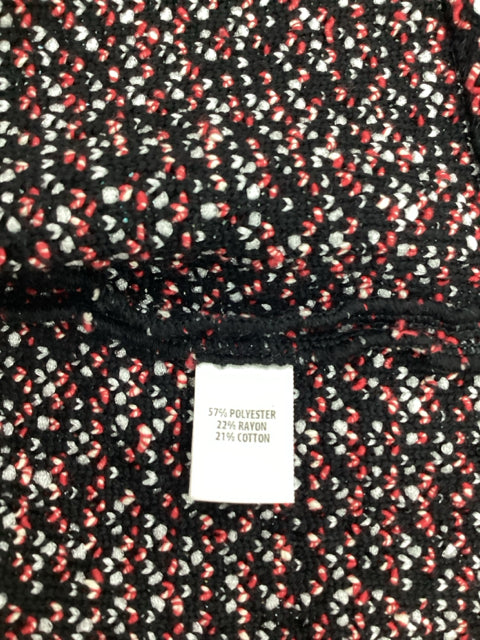 57% POLYESTER
22% RAYON
21% COTTON